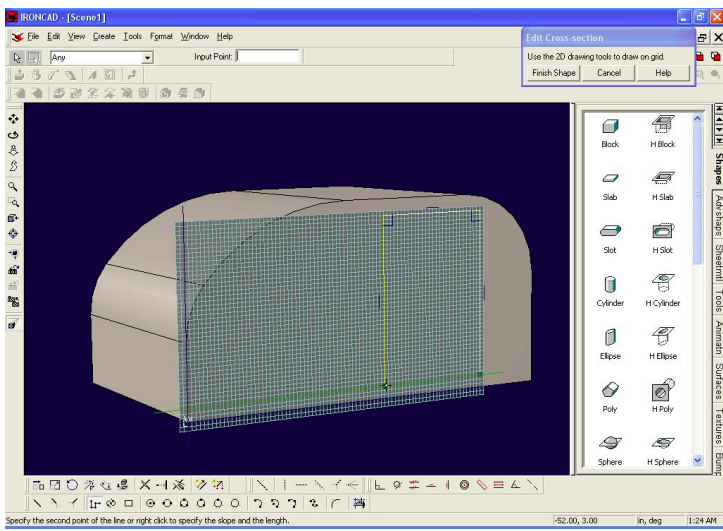 IRONCAD - [Scene1]
File Edit View Create Tools Format Window Help
Any Input Point:
Edit Cross-section
Use the 2D drawing tools to draw on grid.
Finish Shape Cancel Help
Block H Block
Slab H Slab
Slot H Slot
Cylinder H Cylinder
Ellipse H Ellipse
Poly H Poly
Sphere H Sphere
Shapes
Advshaps
Sheetmtl
Tools
Animatn
Surfaces
Textures
Bump
Specify the second point of the line or right click to specify the slope and the length.
-52.00, 3.00 in, deg 1:24 AM